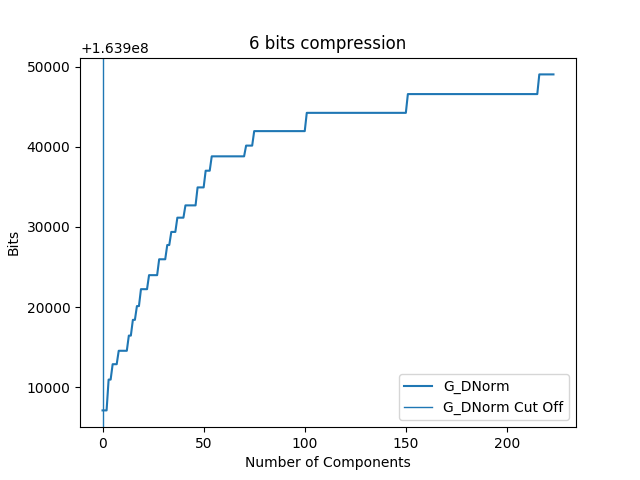 6 bits compression
+1.639e8
50000
40000
30000
20000
10000
Bits
0
50
100
150
200
Number of Components
G_DNorm
G_DNorm Cut Off